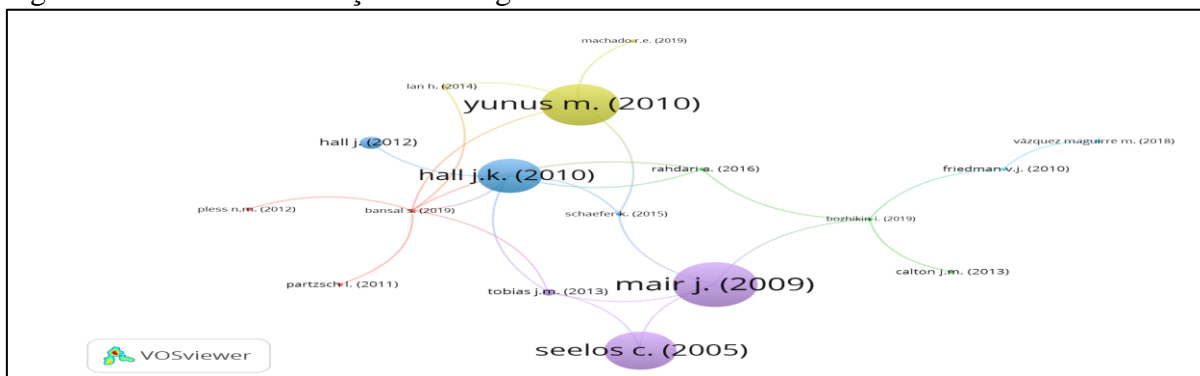 machado r.e. (2019)
lan h. (2014)
yunus m. (2010)
hall j. (2012)
vàzquez maguirre m. (2018)
hall j.k. (2010)
rahdari a. (2016)
friedman v.j. (2010)
pless n.m. (2012)
bansal s. (2019)
schaefer k. (2015)
bozhikin i. (2019)
partzsch l. (2011)
tobias j.m. (2013)
mair j. (2009)
calton j.m. (2013)
seelos c. (2005)
VOSviewer